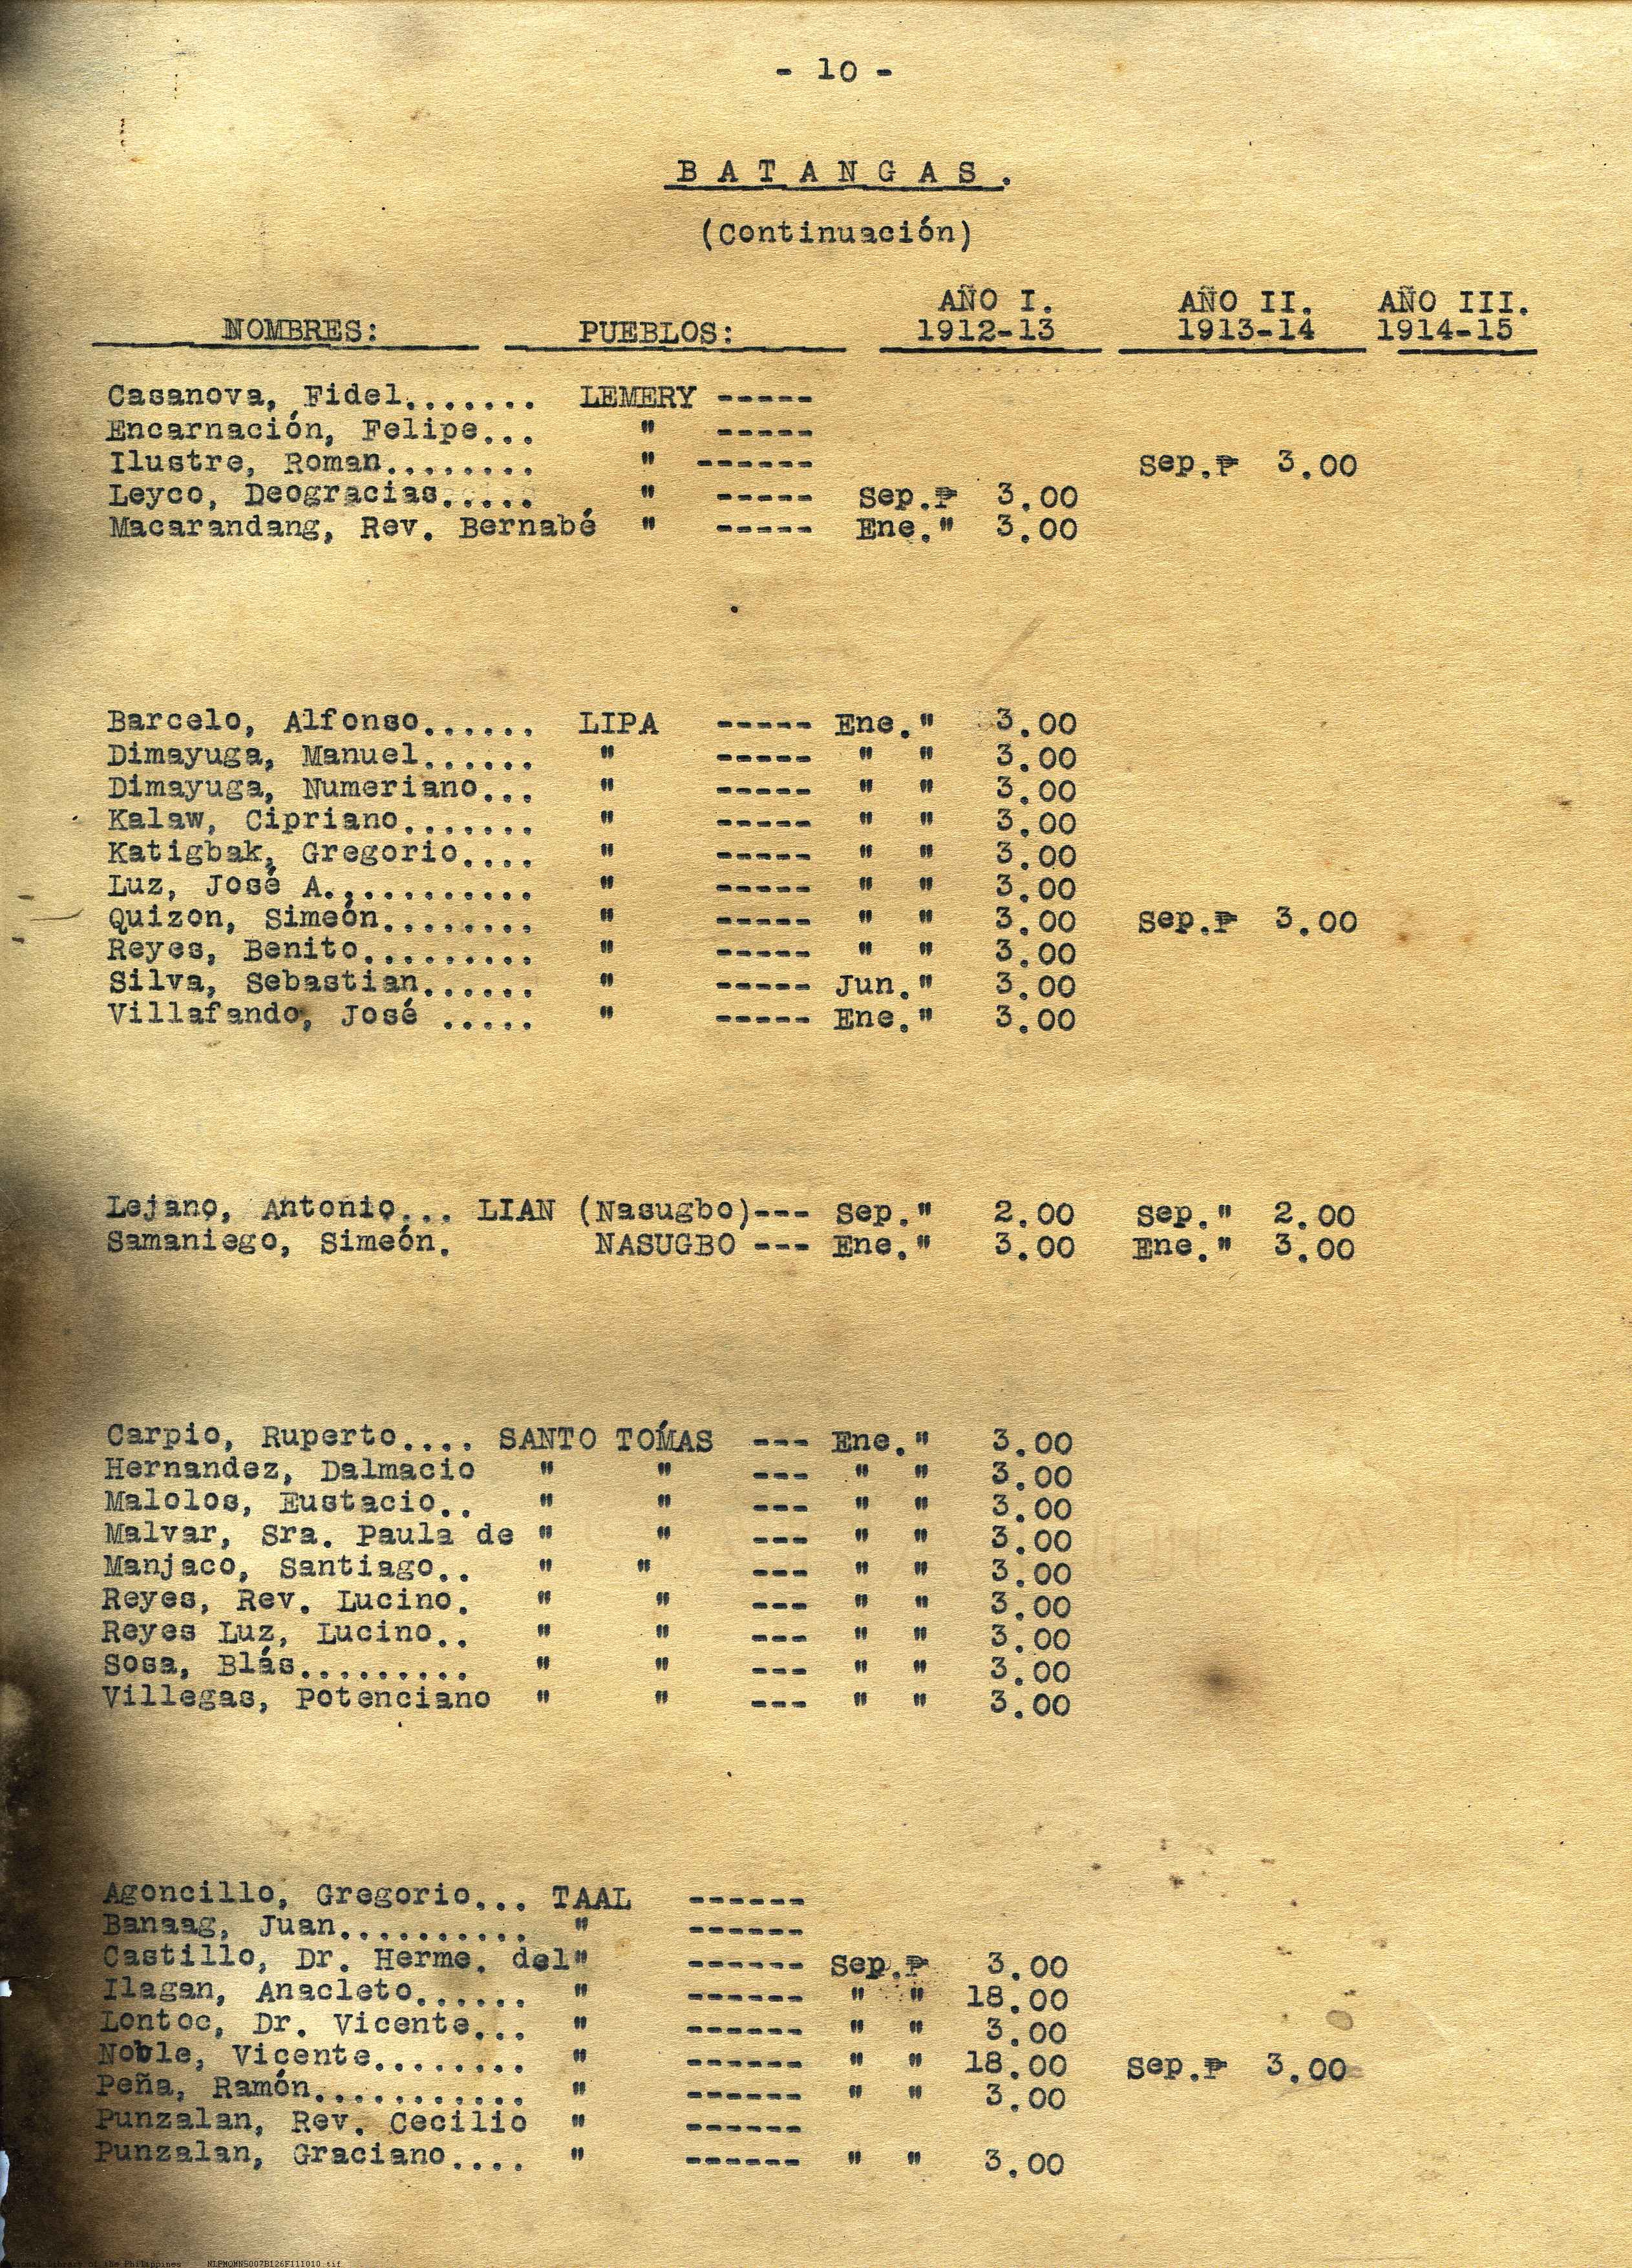 - 10 -
B A T A N G A S .
(Continuación)
AÑO I. AÑO II. AÑO III.
NOMBRES: PUEBLOS: 1912-13 1913-14 1914-15
Casanova, Fidel....... LEMERY -----
Encarnación, Felipe... " -----
Ilustre, Roman........ " ------ Sep.₱ 3.00
Leyco, Deogracias..... " ----- Sep.₱ 3.00
Macarandang, Rev. Bernabé " ----- Ene." 3.00
Barcelo, Alfonso...... LIPA ----- Ene." 3.00
Dimayuga, Manuel...... " ----- " " 3.00
Dimayuga, Numeriano... " ----- " " 3.00
Kalaw, Cipriano....... " ----- " " 3.00
Katigbak, Gregorio.... " ----- " " 3.00
Luz, José A.,......... " ----- " " 3.00
Quizon, Simeón........ " ----- " " 3.00 Sep.₱ 3.00
Reyes, Benito......... " ----- " " 3.00
Silva, Sebastian...... " ----- Jun." 3.00
Villafando, José ..... " ----- Ene." 3.00
Lejano, Antonio... LIAN (Nasugbo)--- Sep." 2.00 Sep." 2.00
Samaniego, Simeón. NASUGBO --- Ene." 3.00 Ene." 3.00
Carpio, Ruperto.... SANTO TOMÁS --- Ene." 3.00
Hernandez, Dalmacio " " --- " " 3.00
Malolos, Eustacio.. " " --- " " 3.00
Malvar, Sra. Paula de " " --- " " 3.00
Manjaco, Santiago.. " " --- " " 3.00
Reyes, Rev. Lucino. " " --- " " 3.00
Reyes Luz, Lucino.. " " --- " " 3.00
Sosa, Blás......... " " --- " " 3.00
Villegas, Potenciano " " --- " " 3.00
Agoncillo, Gregorio... TAAL ------
Banaag, Juan.......... " ------
Castillo, Dr. Herme. del" ------ Sep.₱ 3.00
Ilagan, Anacleto...... " ------ " " 18.00
Lontoc, Dr. Vicente... " ------ " " 3.00
Noble, Vicente........ " ------ " " 18.00 Sep.₱ 3.00
Peña, Ramón........... " ------ " " 3.00
Punzalan, Rev. Cecilio " ------
Punzalan, Graciano.... " ------ " " 3.00
National Library of the Philippines NLPMQMNS007B126F111010.tif